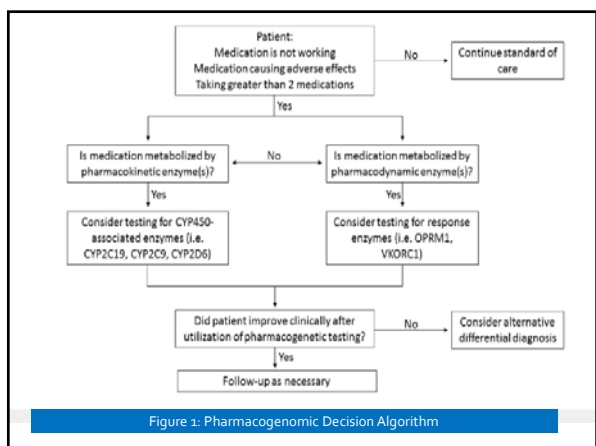 Patient:
Medication is not working
Medication causing adverse effects
Taking greater than 2 medications
No
Continue standard of
care
Yes
Is medication metabolized by
pharmacokinetic enzyme(s)?
No
Is medication metabolized by
pharmacodynamic enzyme(s)?
Yes
Yes
Consider testing for CYP450-
associated enzymes (i.e.
CYP2C19, CYP2C9, CYP2D6)
Consider testing for response
enzymes (i.e. OPRM1,
VKORC1)
Did patient improve clinically after
utilization of pharmacogenetic testing?
No
Consider alternative
differential diagnosis
Yes
Follow-up as necessary
Figure 1: Pharmacogenomic Decision Algorithm